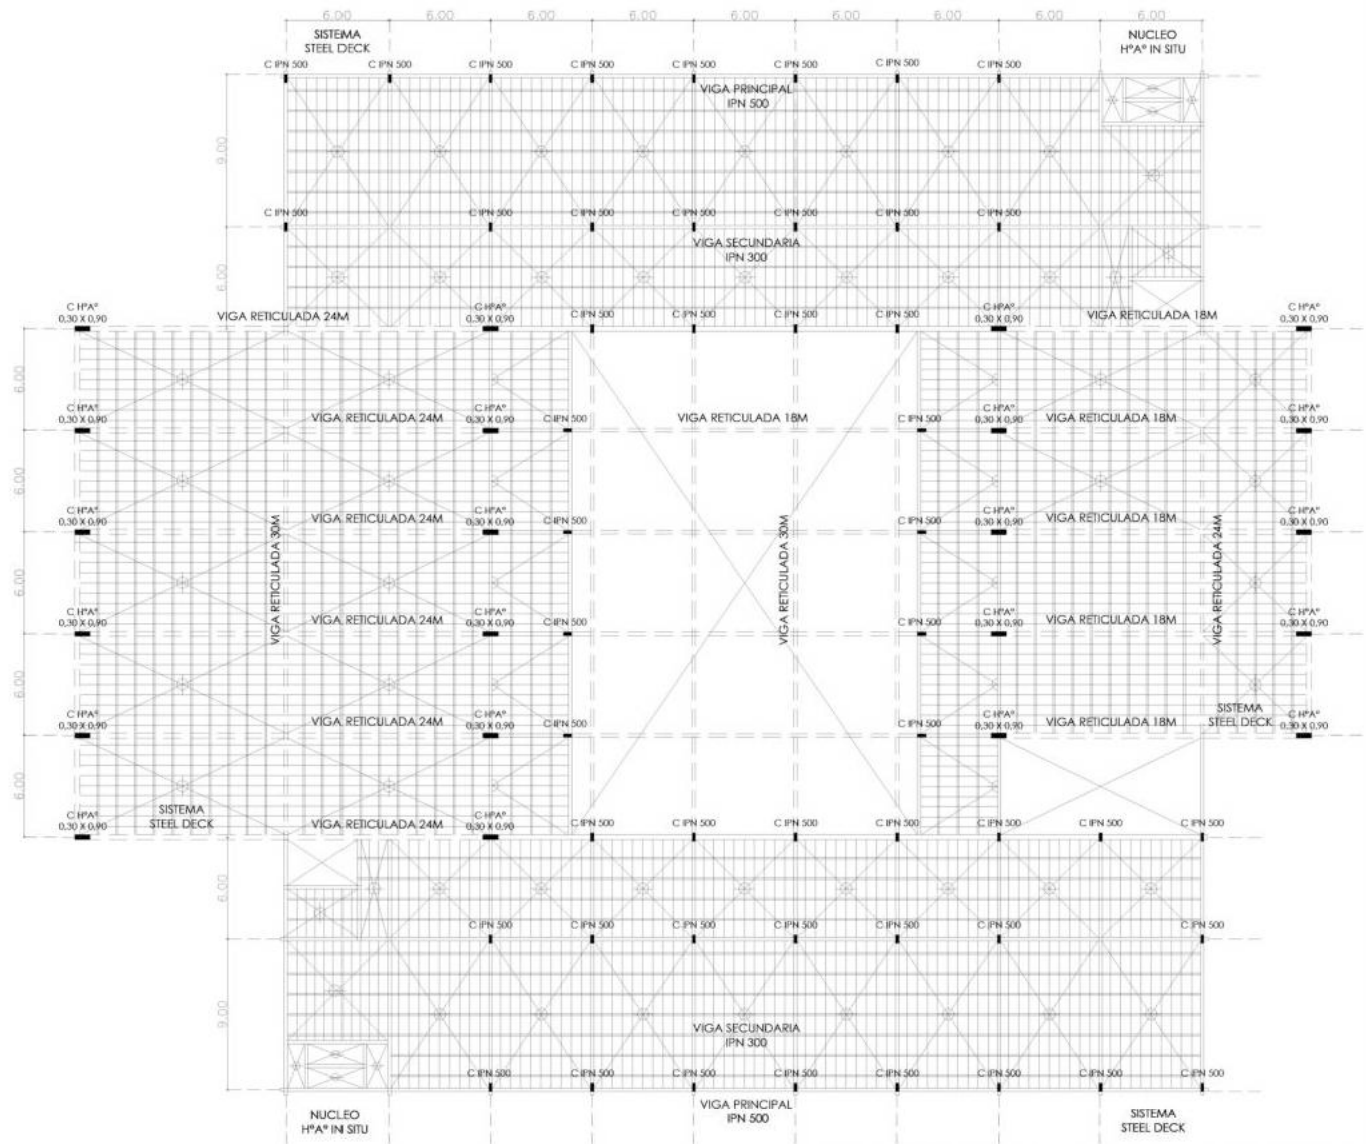 6.00 6.00 6.00 6.00 6.00 6.00 6.00 6.00 6.00
SISTEMA
STEEL DECK
NUCLEO
HºAº IN SITU
C IPN 500 C IPN 500 C IPN 500 C IPN 500 C IPN 500 C IPN 500 C IPN 500 C IPN 500
VIGA PRINCIPAL
IPN 500
9.00
C IPN 500 C IPN 500 C IPN 500 C IPN 500 C IPN 500 C IPN 500 C IPN 500
VIGA SECUNDARIA
IPN 300
6.00
C HºAº
0,30 X 0,90
VIGA RETICULADA 24M
C HºAº
0,30 X 0,90
C IPN 500 C IPN 500 C IPN 500 C IPN 500
C HºAº
0,30 X 0,90
VIGA RETICULADA 18M
C HºAº
0,30 X 0,90
6.00
C HºAº
0,30 X 0,90
VIGA RETICULADA 24M
C HºAº
0,30 X 0,90
C IPN 500
VIGA RETICULADA 18M
C IPN 500
C HºAº
0,30 X 0,90
VIGA RETICULADA 18M
C HºAº
0,30 X 0,90
6.00
C HºAº
0,30 X 0,90
VIGA RETICULADA 30M
VIGA RETICULADA 24M
C HºAº
0,30 X 0,90
C IPN 500
VIGA RETICULADA 30M
C IPN 500
C HºAº
0,30 X 0,90
VIGA RETICULADA 18M
VIGA RETICULADA 24M
C HºAº
0,30 X 0,90
6.00
C HºAº
0,30 X 0,90
VIGA RETICULADA 24M
C HºAº
0,30 X 0,90
C IPN 500
C IPN 500
C HºAº
0,30 X 0,90
VIGA RETICULADA 18M
C HºAº
0,30 X 0,90
6.00
C HºAº
0,30 X 0,90
VIGA RETICULADA 24M
C HºAº
0,30 X 0,90
C IPN 500
C IPN 500
C HºAº
0,30 X 0,90
VIGA RETICULADA 18M
SISTEMA
STEEL DECK
C HºAº
0,30 X 0,90
6.00
SISTEMA
STEEL DECK
C HºAº
0,30 X 0,90
VIGA RETICULADA 24M
C HºAº
0,30 X 0,90
C IPN 500 C IPN 500 C IPN 500 C IPN 500 C IPN 500 C IPN 500 C IPN 500
6.00
C IPN 500 C IPN 500 C IPN 500 C IPN 500 C IPN 500 C IPN 500 C IPN 500
9.00
VIGA SECUNDARIA
IPN 300
C IPN 500 C IPN 500 C IPN 500 C IPN 500 C IPN 500 C IPN 500 C IPN 500 C IPN 500
VIGA PRINCIPAL
IPN 500
NUCLEO
HºAº IN SITU
SISTEMA
STEEL DECK